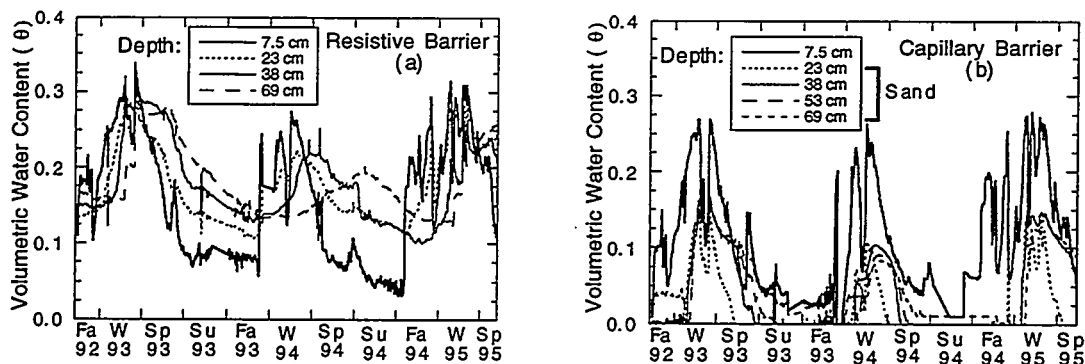 Volumetric Water Content (θ)
0.4
0.3
0.2
0.1
0.0
Depth:
7.5 cm
23 cm
38 cm
69 cm
Resistive Barrier
(a)
Fa 92
W 93
Sp 93
Su 93
Fa 93
W 94
Sp 94
Su 94
Fa 94
W 95
Sp 95
Volumetric Water Content (θ)
0.4
0.3
0.2
0.1
0.0
Depth:
7.5 cm
23 cm
38 cm
53 cm
69 cm
Sand
Capillary Barrier
(b)
Fa 92
W 93
Sp 93
Su 93
Fa 93
W 94
Sp 94
Su 94
Fa 94
W 95
Sp